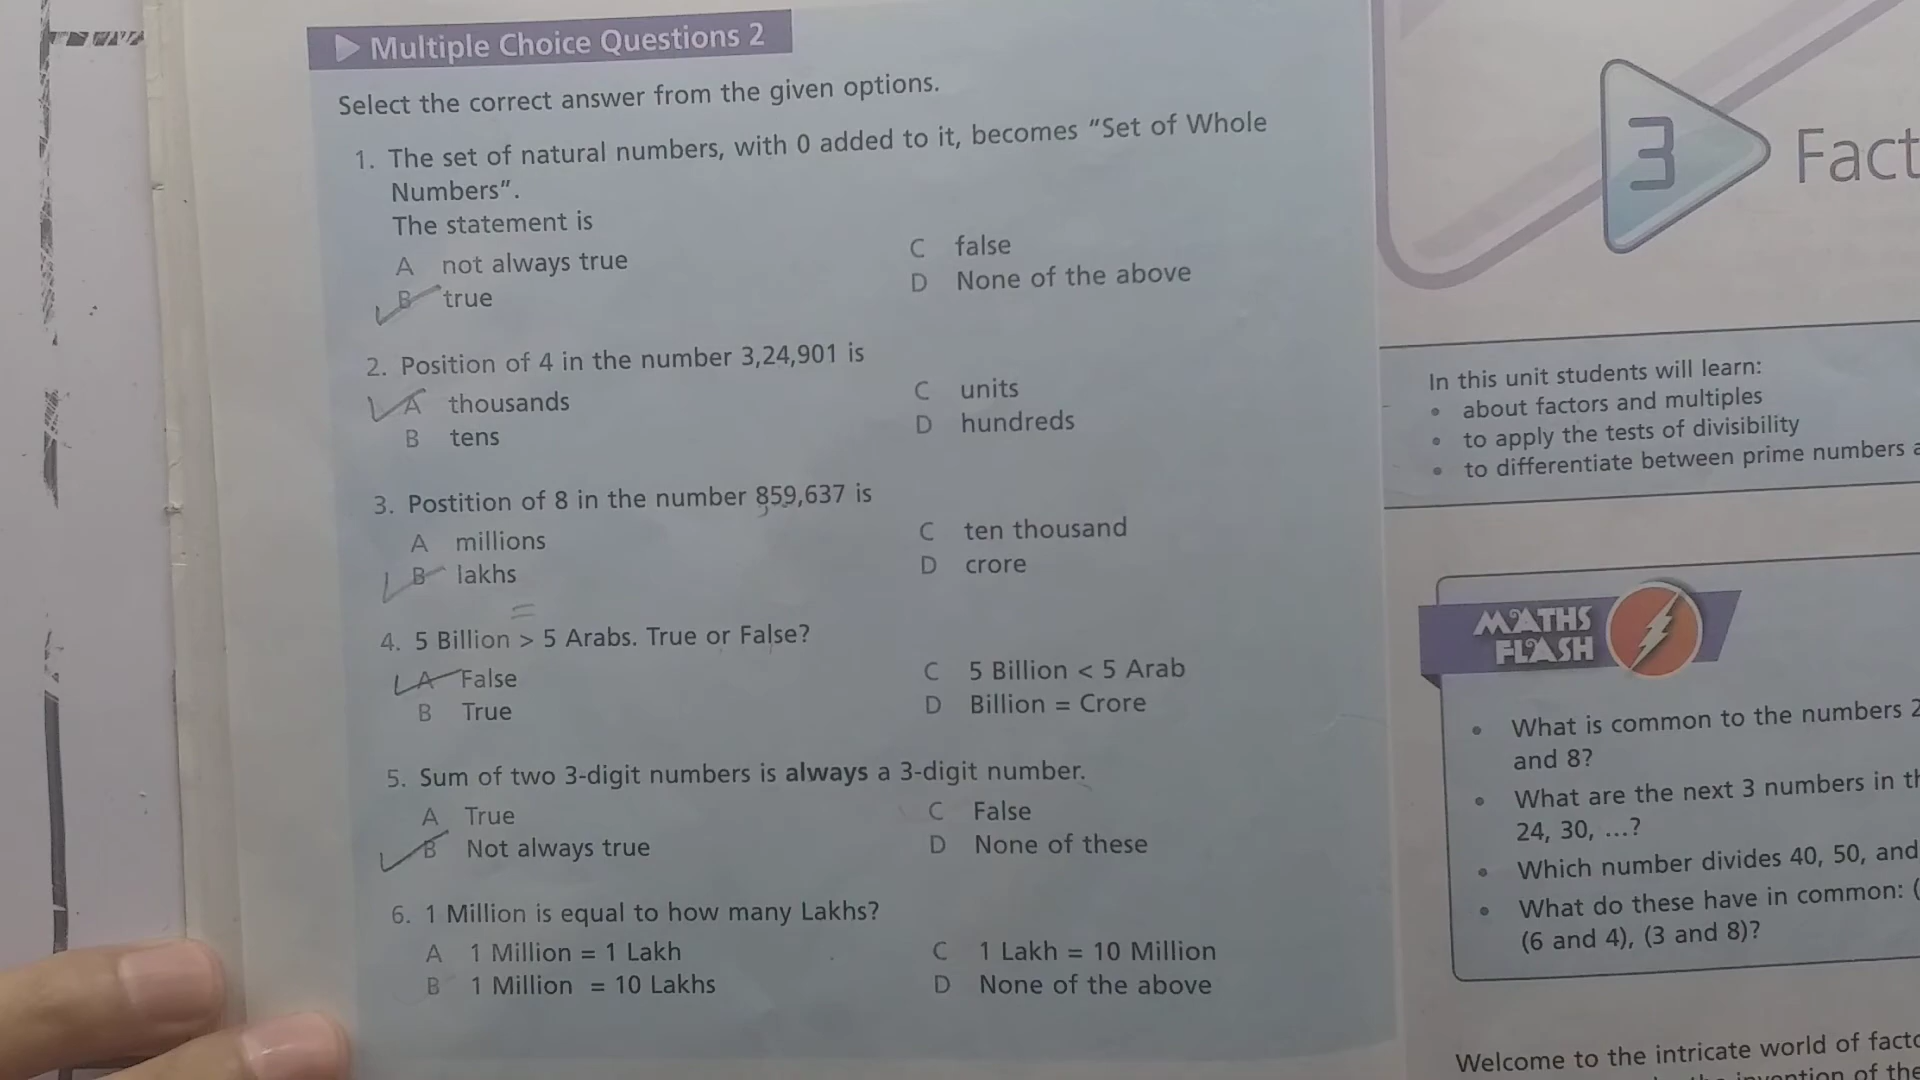 Multiple Choice Questions 2
Select the correct answer from the given options.
1. The set of natural numbers, with 0 added to it, becomes "Set of Whole
Numbers".
The statement is
A not always true
B true
C false
D None of the above
2. Position of 4 in the number 3,24,901 is
A thousands
B tens
C units
D hundreds
3. Postition of 8 in the number 859,637 is
A millions
B lakhs
C ten thousand
D crore
=
4. 5 Billion > 5 Arabs. True or False?
A False
B True
C 5 Billion < 5 Arab
D Billion = Crore
5. Sum of two 3-digit numbers is always a 3-digit number.
A True
B Not always true
C False
D None of these
6. 1 Million is equal to how many Lakhs?
A 1 Million = 1 Lakh
B 1 Million = 10 Lakhs
C 1 Lakh = 10 Million
D None of the above
3 Fact
In this unit students will learn:
• about factors and multiples
• to apply the tests of divisibility
• to differentiate between prime numbers
MATHS
FLASH
• What is common to the numbers 2
and 8?
• What are the next 3 numbers in th
24, 30, ...?
• Which number divides 40, 50, and
• What do these have in common: (
(6 and 4), (3 and 8)?
Welcome to the intricate world of facto
invention of the